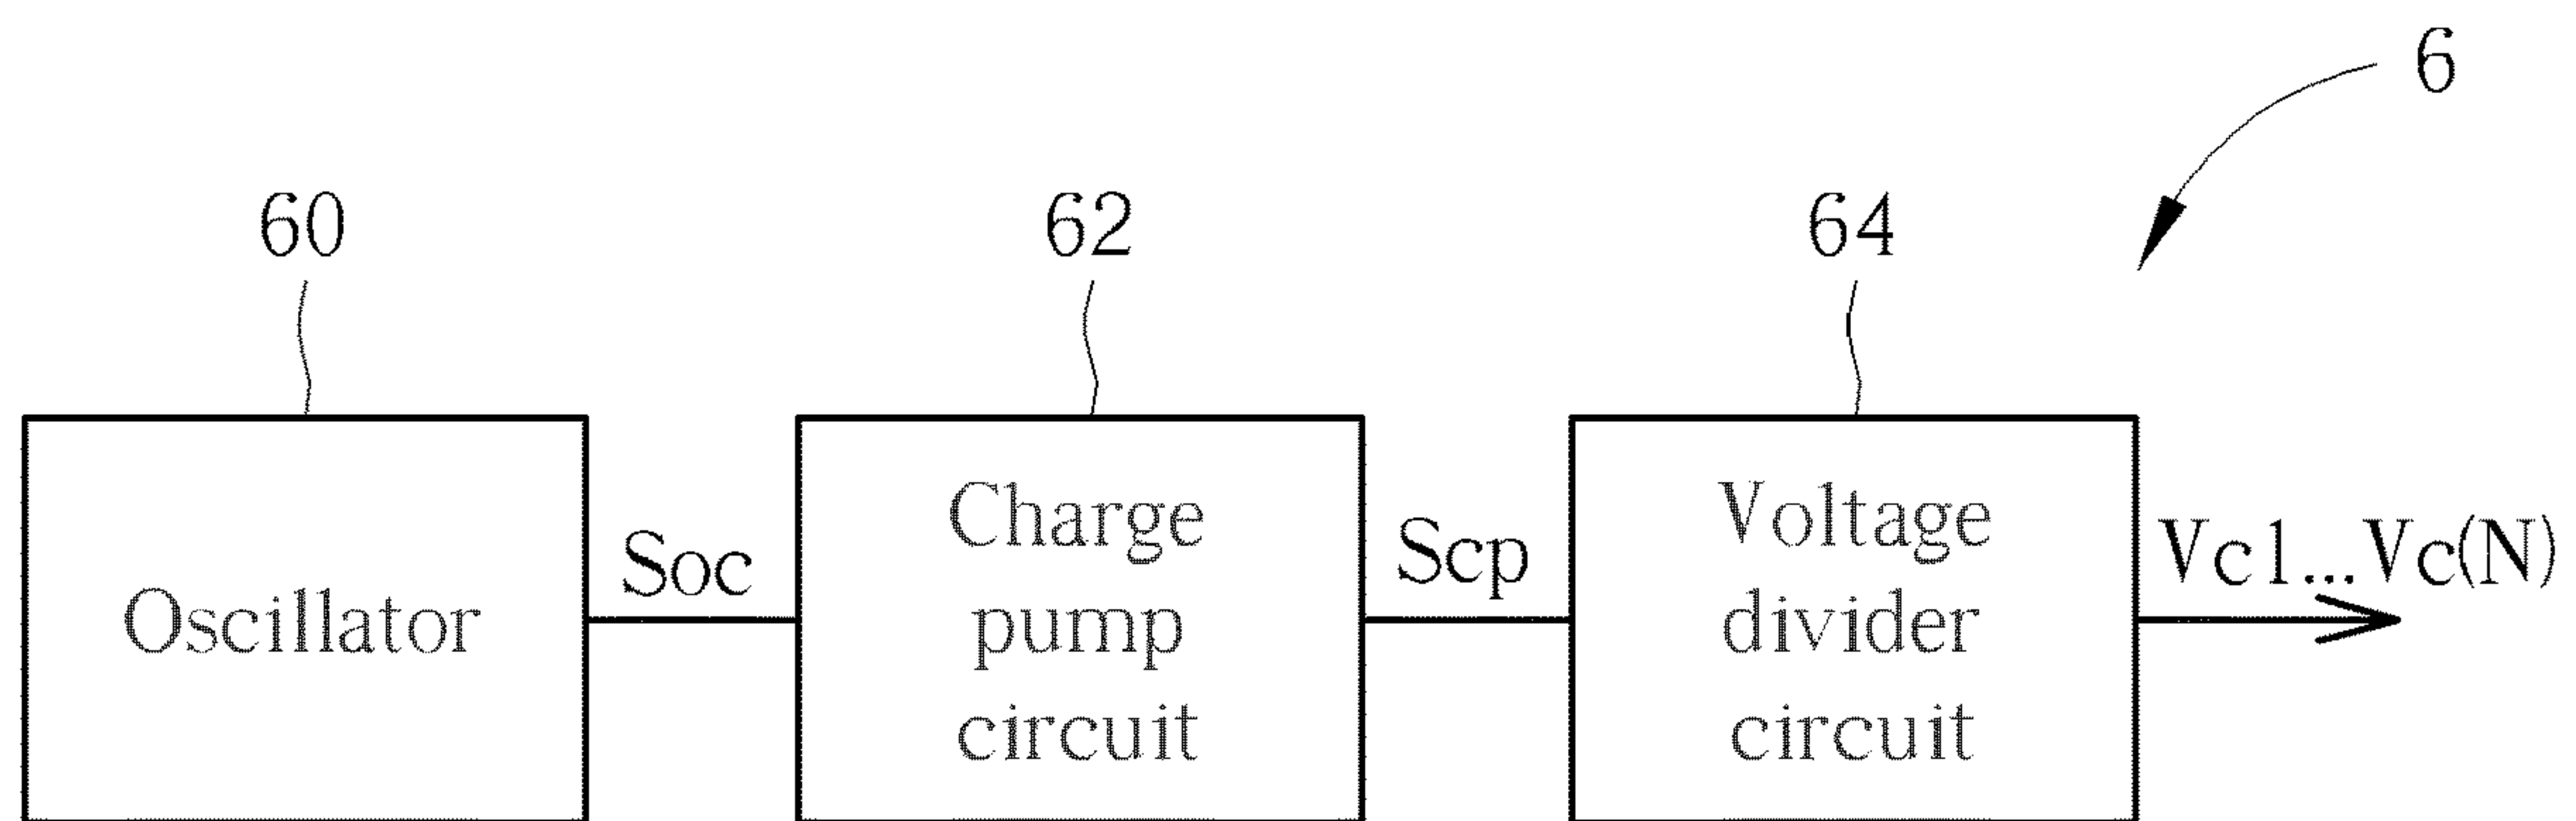 6
60
62
64
Oscillator
Soc
Charge
pump
circuit
Scp
Voltage
divider
circuit
Vc1...Vc(N)